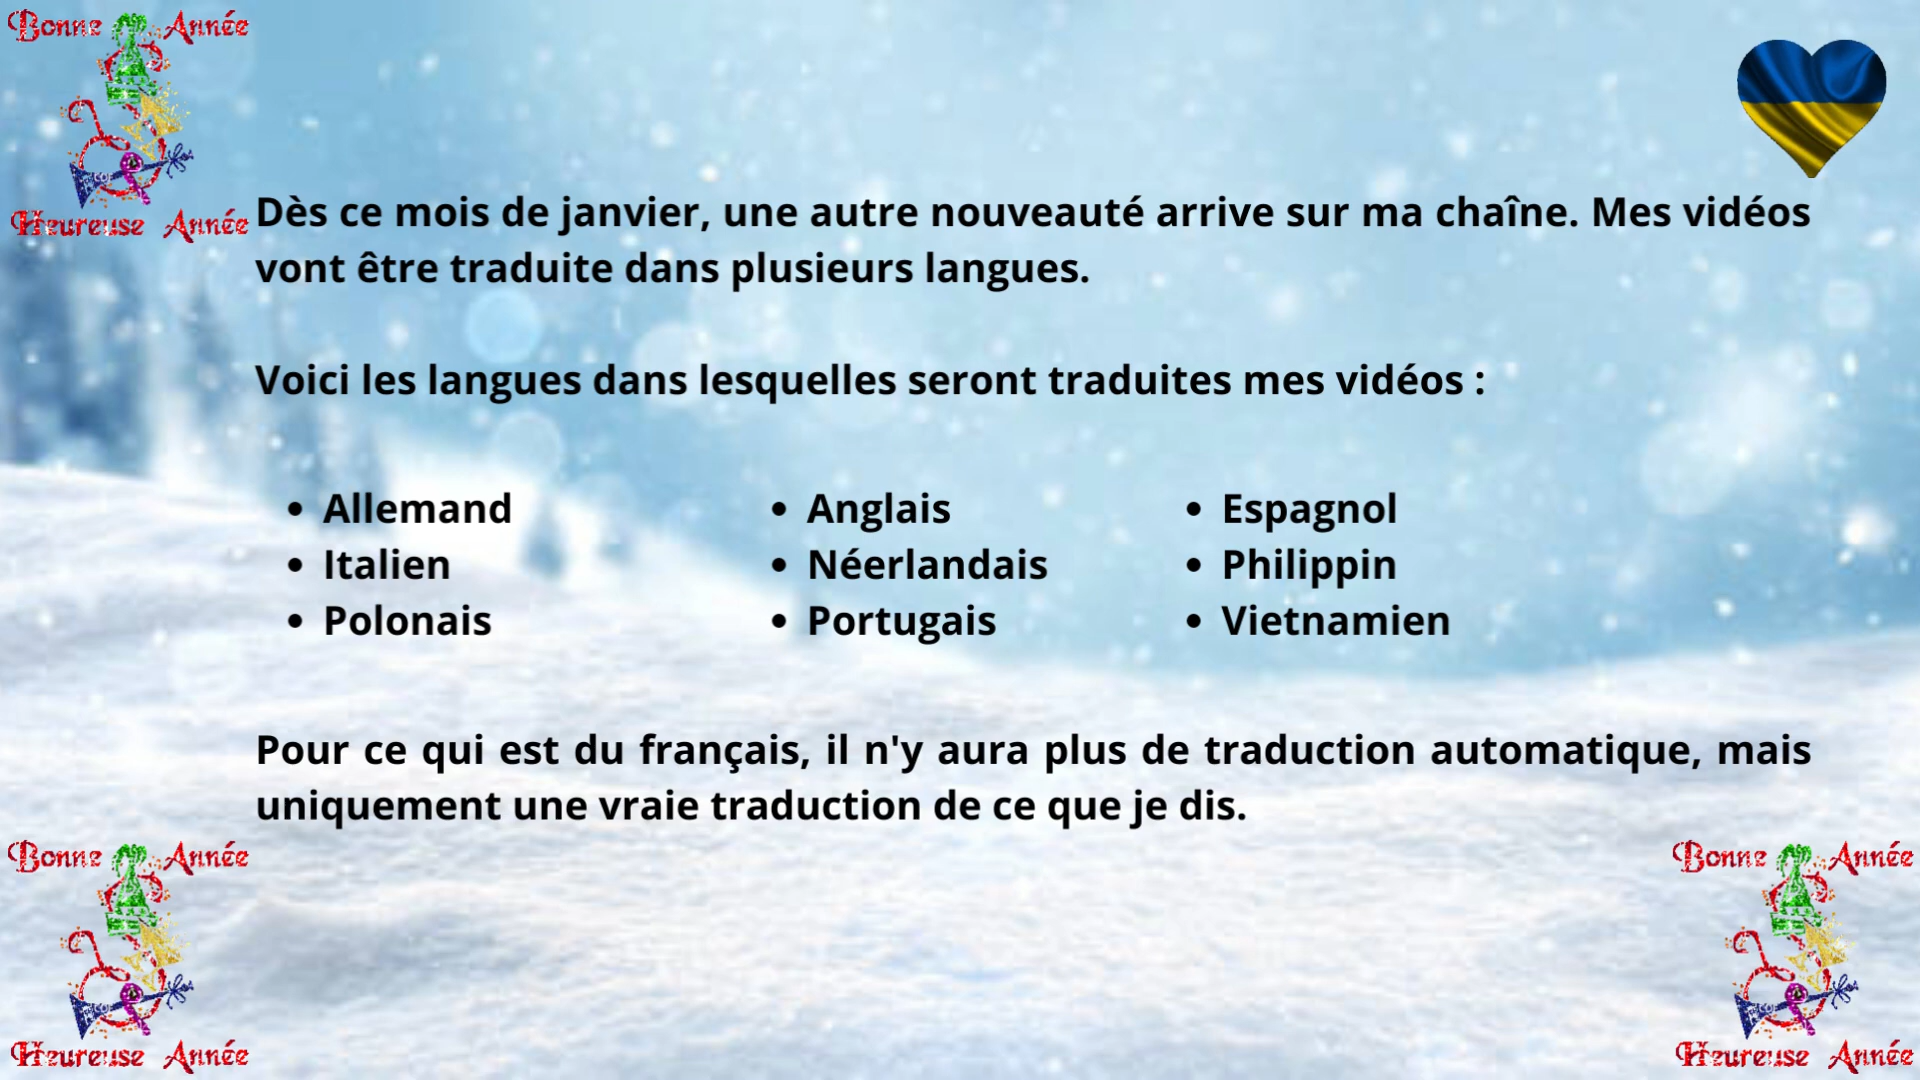 Bonne Année
Heureuse Année
Dès ce mois de janvier, une autre nouveauté arrive sur ma chaîne. Mes vidéos
vont être traduite dans plusieurs langues.
Voici les langues dans lesquelles seront traduites mes vidéos :
• Allemand
• Italien
• Polonais
• Anglais
• Néerlandais
• Portugais
• Espagnol
• Philippin
• Vietnamien
Pour ce qui est du français, il n'y aura plus de traduction automatique, mais
uniquement une vraie traduction de ce que je dis.
Bonne Année
Heureuse Année
Bonne Année
Heureuse Année